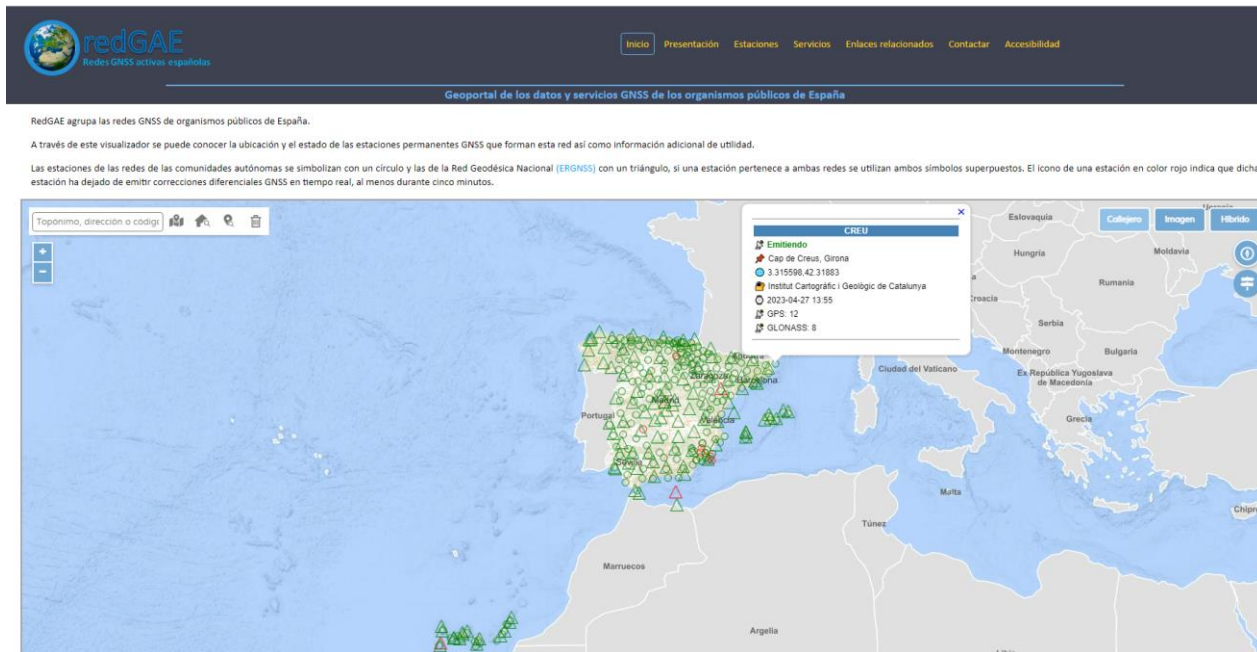 redGAE
Redes GNSS activas españolas
Inicio Presentación Estaciones Servicios Enlaces relacionados Contactar Accesibilidad
Geoportal de los datos y servicios GNSS de los organismos públicos de España
RedGAE agrupa las redes GNSS de organismos públicos de España.
A través de este visualizador se puede conocer la ubicación y el estado de las estaciones permanentes GNSS que forman esta red así como información adicional de utilidad.
Las estaciones de las redes de las comunidades autónomas se simbolizan con un círculo y las de la Red Geodésica Nacional (ERGNSS) con un triángulo, si una estación pertenece a ambas redes se utilizan ambos símbolos superpuestos. El icono de una estación en color rojo indica que dicha
estación ha dejado de emitir correcciones diferenciales GNSS en tiempo real, al menos durante cinco minutos.
Topónimo, dirección o código
Callejero Imagen Híbrido
+
−
×
CREU
Emitiendo
Cap de Creus, Girona
3.315598,42.31883
Institut Cartogràfic i Geològic de Catalunya
2023-04-27 13:55
GPS: 12
GLONASS: 8
Eslovaquia
Hungría
Moldavia
Rumania
Croacia
Serbia
Montenegro
Bulgaria
Ciudad del Vaticano
Ex-República Yugoslava
de Macedonia
Grecia
Andorra
Zaragoza
Barcelona
Madrid
Portugal
Valencia
Sevilla
Malta
Chipre
Túnez
Marruecos
Argelia